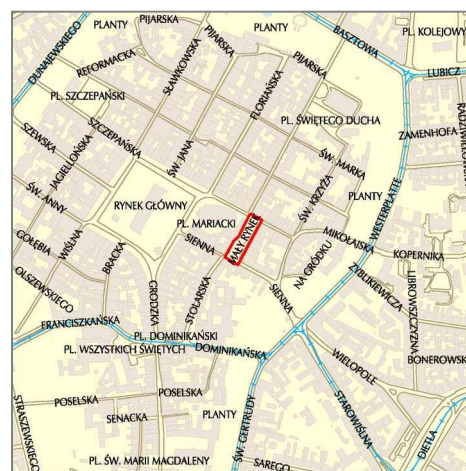 PLANTY
PIJARSKA
PLANTY
BASZTOWA
PL. KOLEJOWY
DUNAJEWSKIEGO
REFORMACKA
SŁAWKOWSKA
PIJARSKA
FLORIAŃSKA
PIJARSKA
LUBICZ
PL. SZCZEPAŃSKI
PL. ŚWIĘTEGO DUCHA
SZCZEPAŃSKA
SZEWSKA
JAGIELLOŃSKA
ŚW. JANA
ŚW. MARKA
ZAMENHOFA
ŚW. ANNY
RYNEK GŁÓWNY
ŚW. KRZYŻA
PLANTY
WESTERPLATTE
PL. MARIACKI
MAŁY RYNEK
MIKOŁAJSKA
GOŁĘBIA
WIŚLNA
BRACKA
SIENNA
KOPERNIKA
OLSZEWSKIEGO
GRODZKA
STOLARSKA
SIENNA
NA GRÓDKU
ZYBLIKIEWICZA
LUBROWSZCZYZNA
FRANCISZKAŃSKA
PL. DOMINIKAŃSKI
PL. WSZYSTKICH ŚWIĘTYCH
DOMINIKAŃSKA
WIELOPOLE
BONEROWSKA
STRASZEWSKIEGO
POSELSKA
POSELSKA
SENACKA
PLANTY
ŚW. GERTRUDY
STAROWIŚLNA
DIETLA
PL. ŚW. MARII MAGDALENY
SAREGO